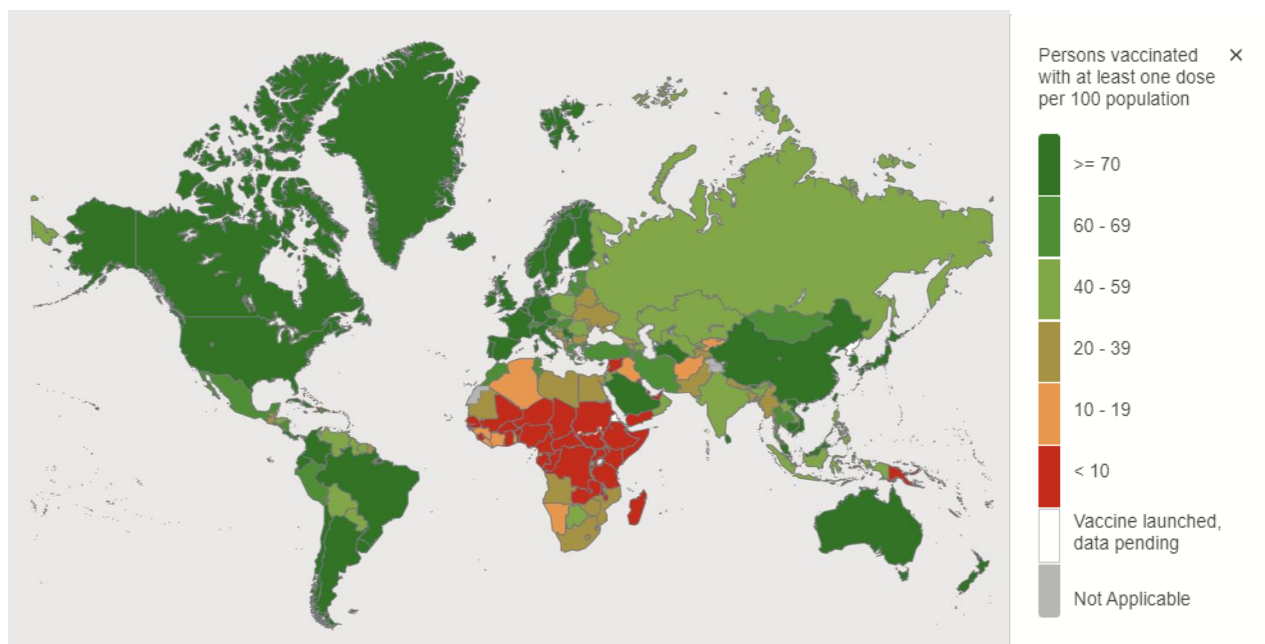 Persons vaccinated ×
with at least one dose
per 100 population
>= 70
60 - 69
40 - 59
20 - 39
10 - 19
< 10
Vaccine launched,
data pending
Not Applicable